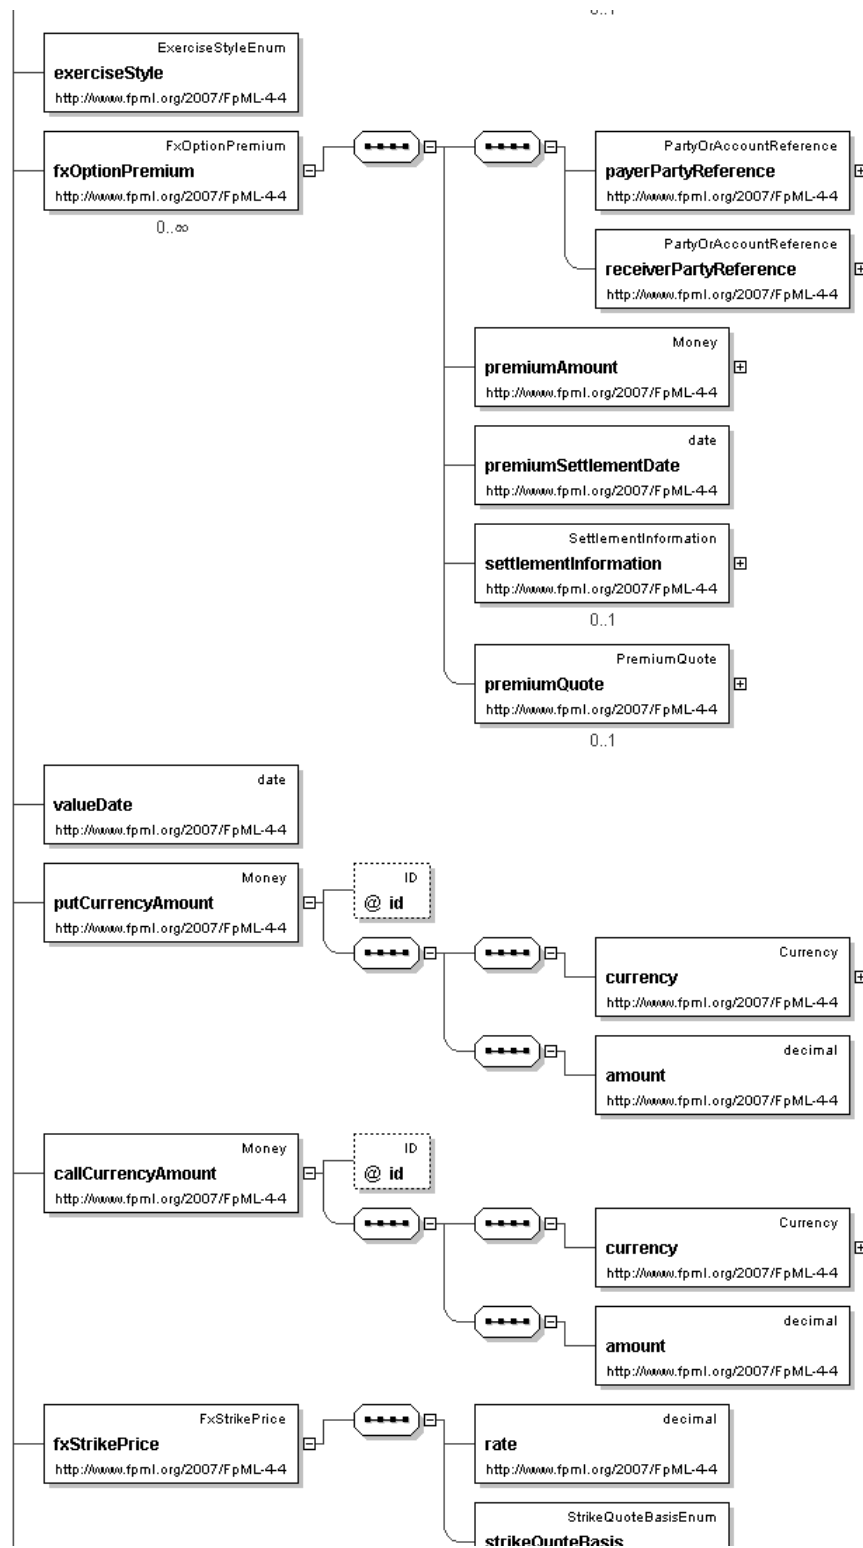 0..1
ExerciseStyleEnum
exerciseStyle
http://www.fpml.org/2007/FpML-4-4
FxOptionPremium
fxOptionPremium
http://www.fpml.org/2007/FpML-4-4
0..∞
PartyOrAccountReference
payerPartyReference
http://www.fpml.org/2007/FpML-4-4
PartyOrAccountReference
receiverPartyReference
http://www.fpml.org/2007/FpML-4-4
Money
premiumAmount
http://www.fpml.org/2007/FpML-4-4
date
premiumSettlementDate
http://www.fpml.org/2007/FpML-4-4
SettlementInformation
settlementInformation
http://www.fpml.org/2007/FpML-4-4
0..1
PremiumQuote
premiumQuote
http://www.fpml.org/2007/FpML-4-4
0..1
date
valueDate
http://www.fpml.org/2007/FpML-4-4
Money
putCurrencyAmount
http://www.fpml.org/2007/FpML-4-4
ID
@ id
Currency
currency
http://www.fpml.org/2007/FpML-4-4
decimal
amount
http://www.fpml.org/2007/FpML-4-4
Money
callCurrencyAmount
http://www.fpml.org/2007/FpML-4-4
ID
@ id
Currency
currency
http://www.fpml.org/2007/FpML-4-4
decimal
amount
http://www.fpml.org/2007/FpML-4-4
FxStrikePrice
fxStrikePrice
http://www.fpml.org/2007/FpML-4-4
decimal
rate
http://www.fpml.org/2007/FpML-4-4
StrikeQuoteBasisEnum
strikeQuoteBasis